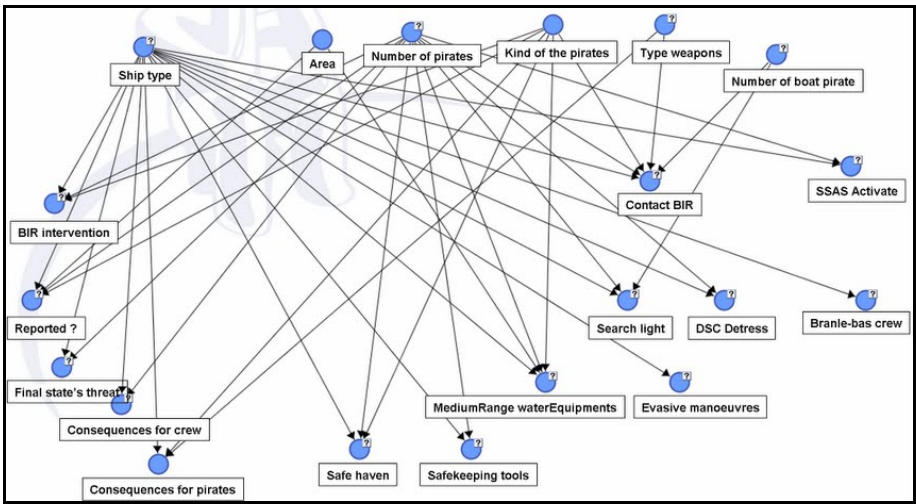 Ship type
Area
Number of pirates
Kind of the pirates
Type weapons
Number of boat pirate
SSAS Activate
Contact BIR
BIR intervention
Reported ?
Search light
DSC Detress
Branle-bas crew
Final state's threat
MediumRange waterEquipments
Evasive manoeuvres
Consequences for crew
Safe haven
Safekeeping tools
Consequences for pirates